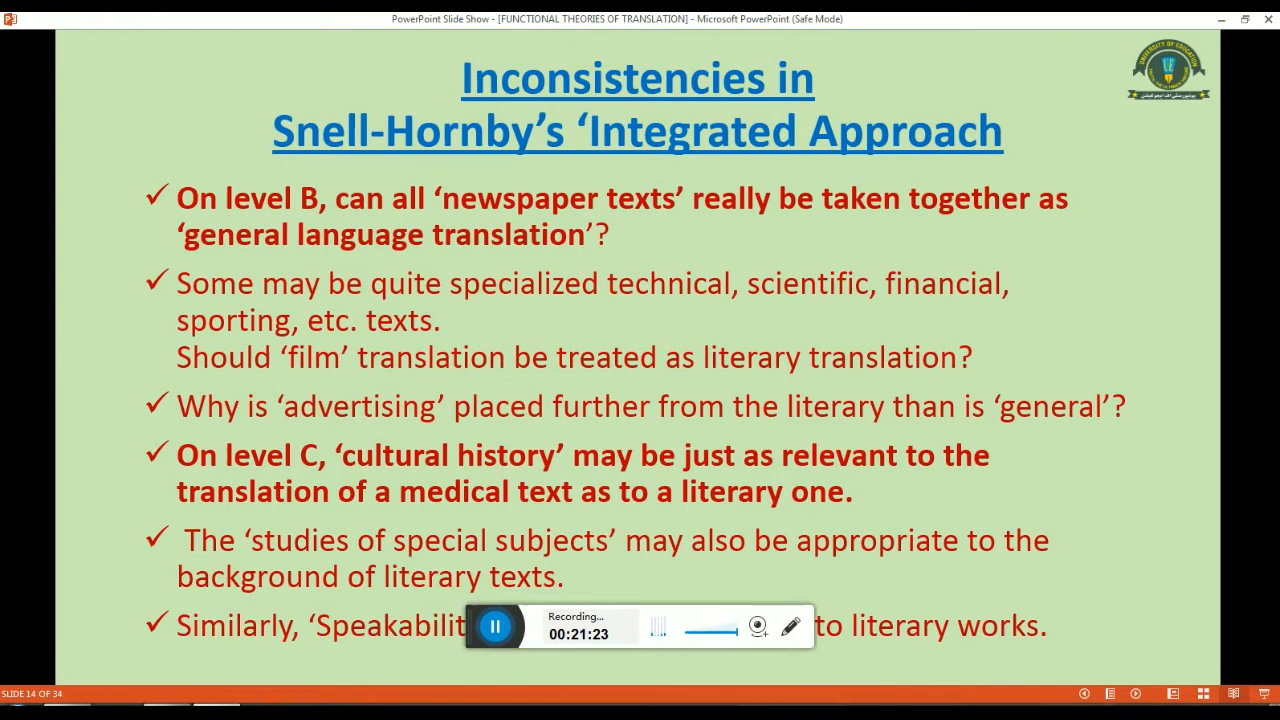 PowerPoint Slide Show - [FUNCTIONAL THEORIES OF TRANSLATION] - Microsoft PowerPoint (Safe Mode)
UNIVERSITY OF EDUCATION
Inconsistencies in
Snell-Hornby’s ‘Integrated Approach
✓ On level B, can all ‘newspaper texts’ really be taken together as
‘general language translation’?
✓ Some may be quite specialized technical, scientific, financial,
sporting, etc. texts.
Should ‘film’ translation be treated as literary translation?
✓ Why is ‘advertising’ placed further from the literary than is ‘general’?
✓ On level C, ‘cultural history’ may be just as relevant to the
translation of a medical text as to a literary one.
✓ The ‘studies of special subjects’ may also be appropriate to the
background of literary texts.
✓ Similarly, ‘Speakabilit to literary works.
Recording...
00:21:23
SLIDE 14 OF 34